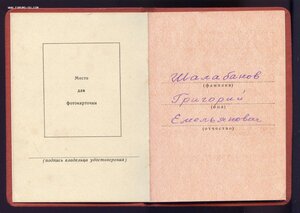 Место
для
фотокарточки
(подпись владельца удостоверения)
Шалабанов
(фамилия)
Григорий
(имя)
Емельянович
(отчество)